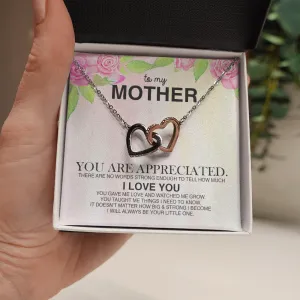 to my
MOTHER
YOU ARE APPRECIATED.
THERE ARE NO WORDS STRONG ENOUGH TO TELL HOW MUCH
I LOVE YOU
YOU GAVE ME LOVE AND WATCHED ME GROW.
YOU TAUGHT ME THINGS I NEED TO KNOW.
IT DOESN'T MATTER HOW BIG & STRONG I BECOME
I WILL ALWAYS BE YOUR LITTLE ONE.